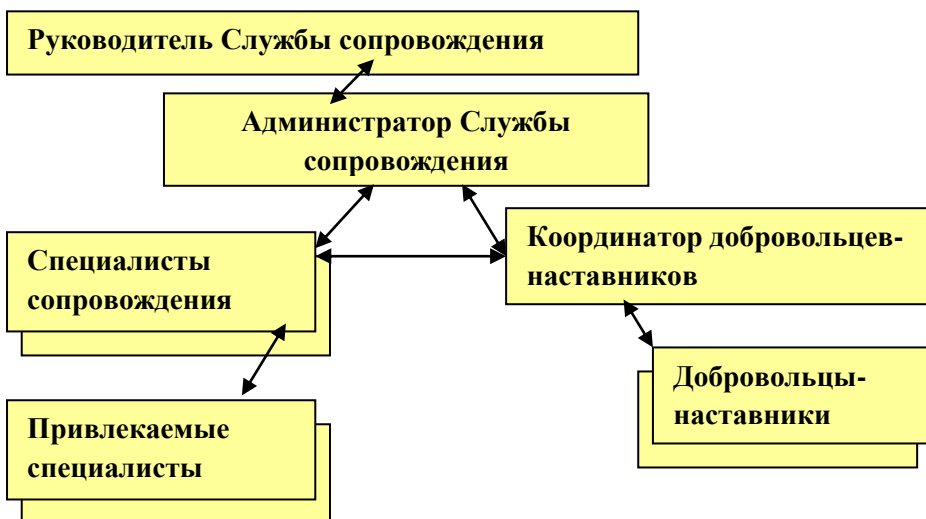 Руководитель Службы сопровождения
Администратор Службы
сопровождения
Специалисты
сопровождения
Координатор добровольцев-
наставников
Добровольцы-
наставники
Привлекаемые
специалисты